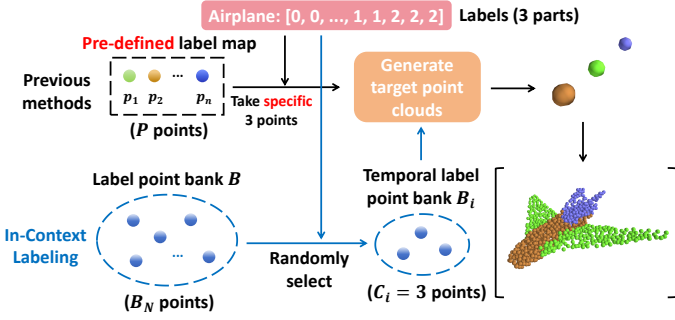 Airplane: [0, 0, ..., 1, 1, 2, 2, 2]
Labels (3 parts)
Pre-defined label map
Previous
methods
p₁ p₂ ... pₙ
(P points)
Take specific
3 points
Generate
target point
clouds
Label point bank B
Temporal label
point bank Bᵢ
In-Context
Labeling
...
Randomly
select
(B_N points)
(Cᵢ = 3 points)